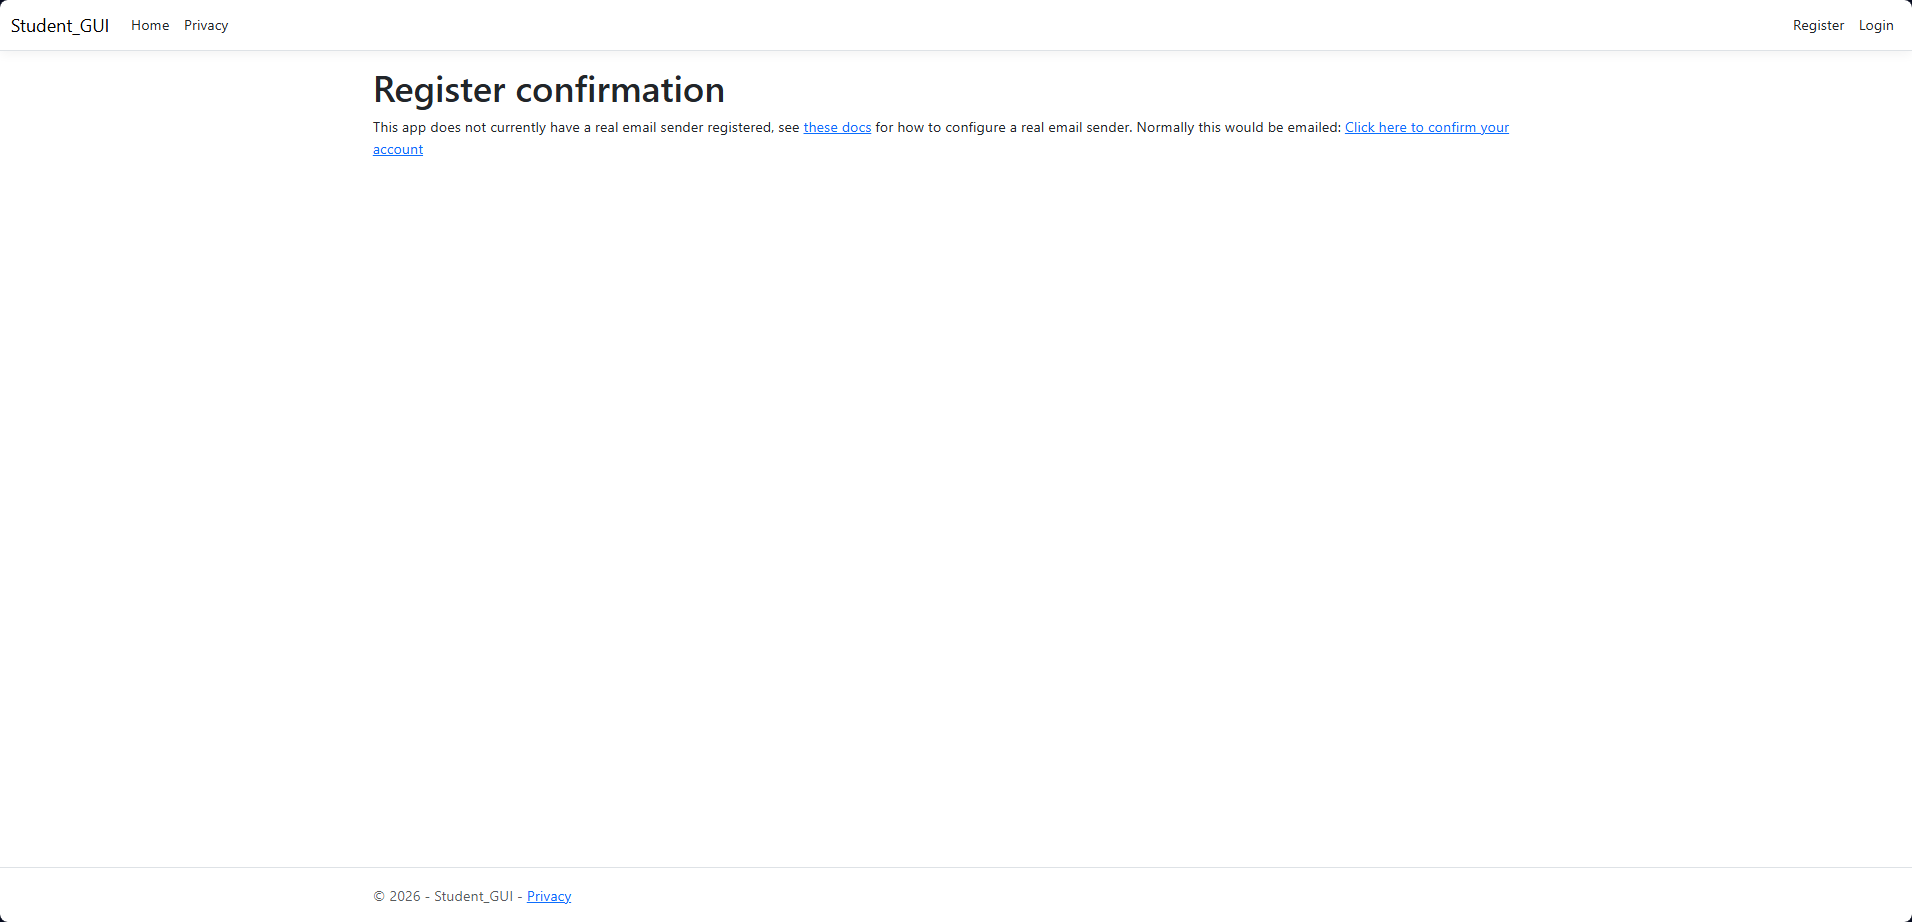 Student_GUI Home Privacy Register Login
Register confirmation
This app does not currently have a real email sender registered, see these docs for how to configure a real email sender. Normally this would be emailed: Click here to confirm your
account
© 2026 - Student_GUI - Privacy